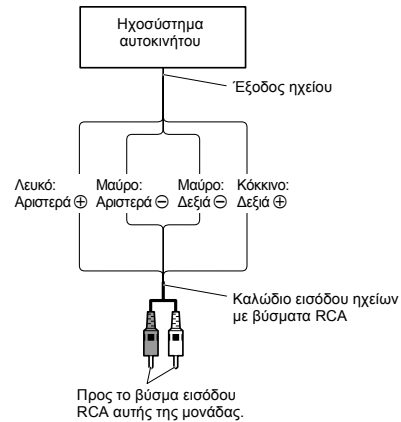 Ηχοσύστημα
αυτοκινήτου
Έξοδος ηχείου
Λευκό:
Αριστερά ⊕
Μαύρο:
Αριστερά ⊖
Μαύρο:
Δεξιά ⊖
Κόκκινο:
Δεξιά ⊕
Καλώδιο εισόδου ηχείων
με βύσματα RCA
Προς το βύσμα εισόδου
RCA αυτής της μονάδας.